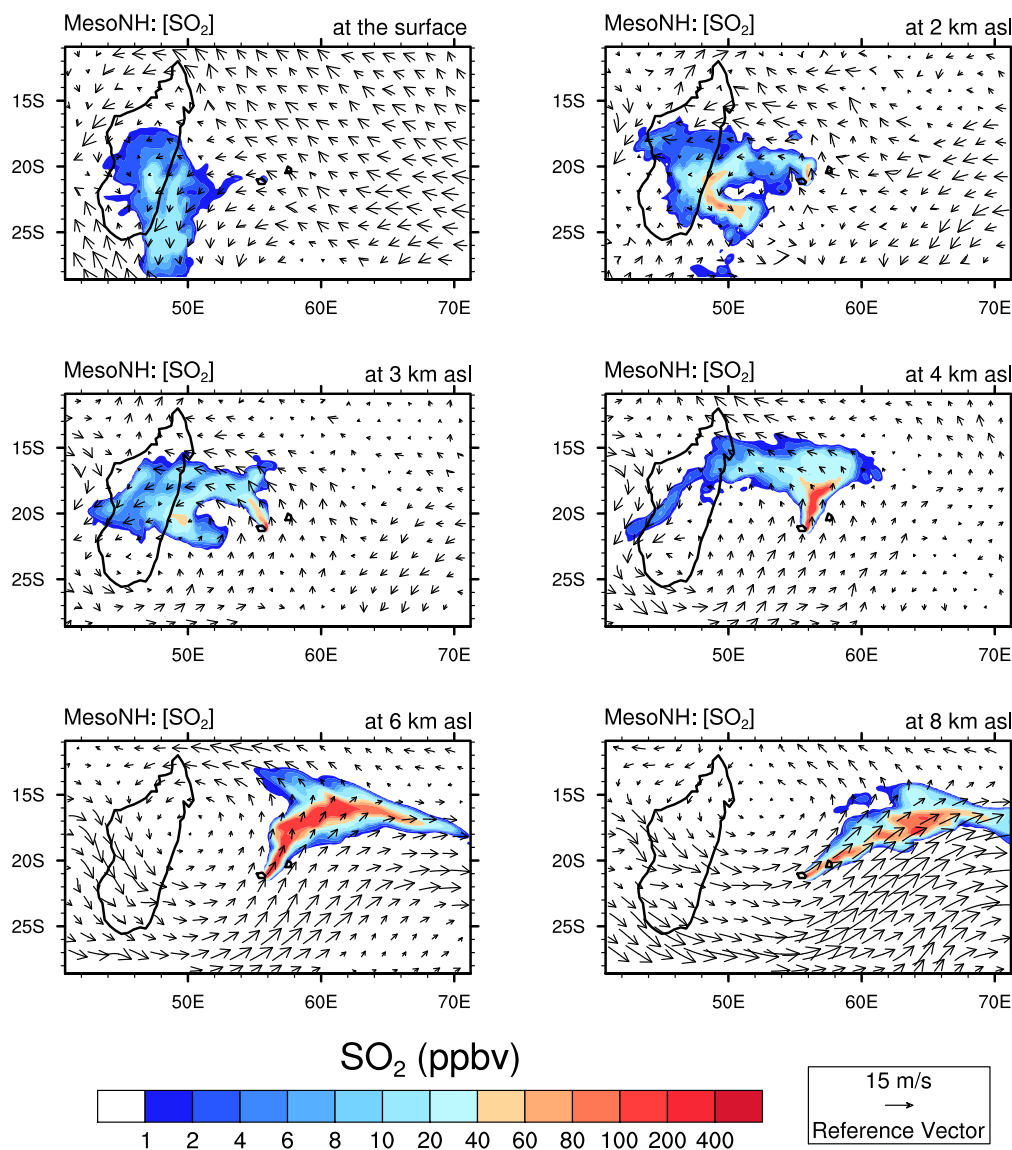 MesoNH: [SO₂] at the surface
MesoNH: [SO₂] at 2 km asl
15S
20S
25S
50E 60E 70E
15S
20S
25S
50E 60E 70E
MesoNH: [SO₂] at 3 km asl
MesoNH: [SO₂] at 4 km asl
15S
20S
25S
50E 60E 70E
15S
20S
25S
50E 60E 70E
MesoNH: [SO₂] at 6 km asl
MesoNH: [SO₂] at 8 km asl
15S
20S
25S
50E 60E 70E
15S
20S
25S
50E 60E 70E
SO₂ (ppbv)
1 2 4 6 8 10 20 40 60 80 100 200 400
15 m/s
Reference Vector